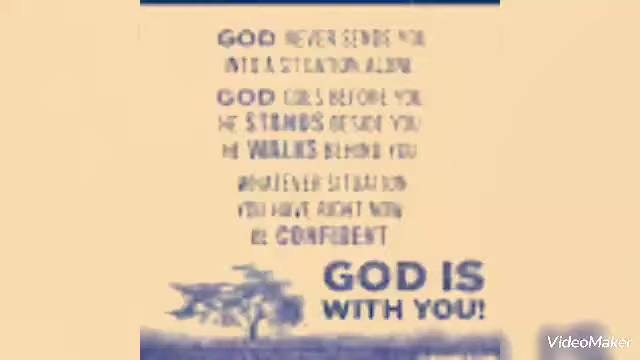 GOD NEVER SENDS YOU
INTO A SITUATION ALONE
GOD GOES BEFORE YOU
HE STANDS BESIDE YOU
HE WALKS BEHIND YOU
WHATEVER SITUATION
YOU HAVE RIGHT NOW
BE CONFIDENT
GOD IS
WITH YOU!
VideoMaker